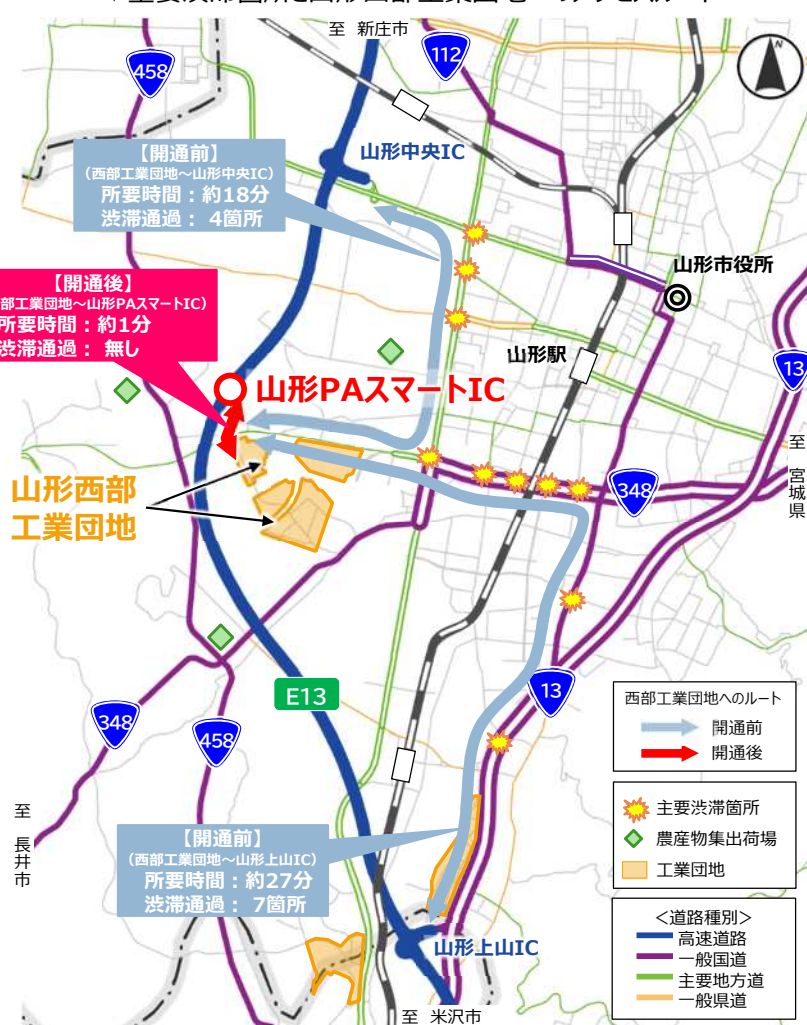 至 新庄市
458
112
N
【開通前】
(西部工業団地～山形中央IC)
所要時間：約18分
渋滞通過： 4箇所
山形中央IC
山形市役所
【開通後】
部工業団地～山形PAスマートIC)
所要時間：約1分
渋滞通過： 無し
山形駅
13
山形PAスマートIC
至 宮城県
山形西部
工業団地
348
E13
13
348
458
西部工業団地へのルート
開通前
開通後
至 長井市
主要渋滞箇所
農産物集出荷場
工業団地
【開通前】
(西部工業団地～山形上山IC)
所要時間：約27分
渋滞通過： 7箇所
＜道路種別＞
高速道路
一般国道
主要地方道
一般県道
山形上山IC
至 米沢市